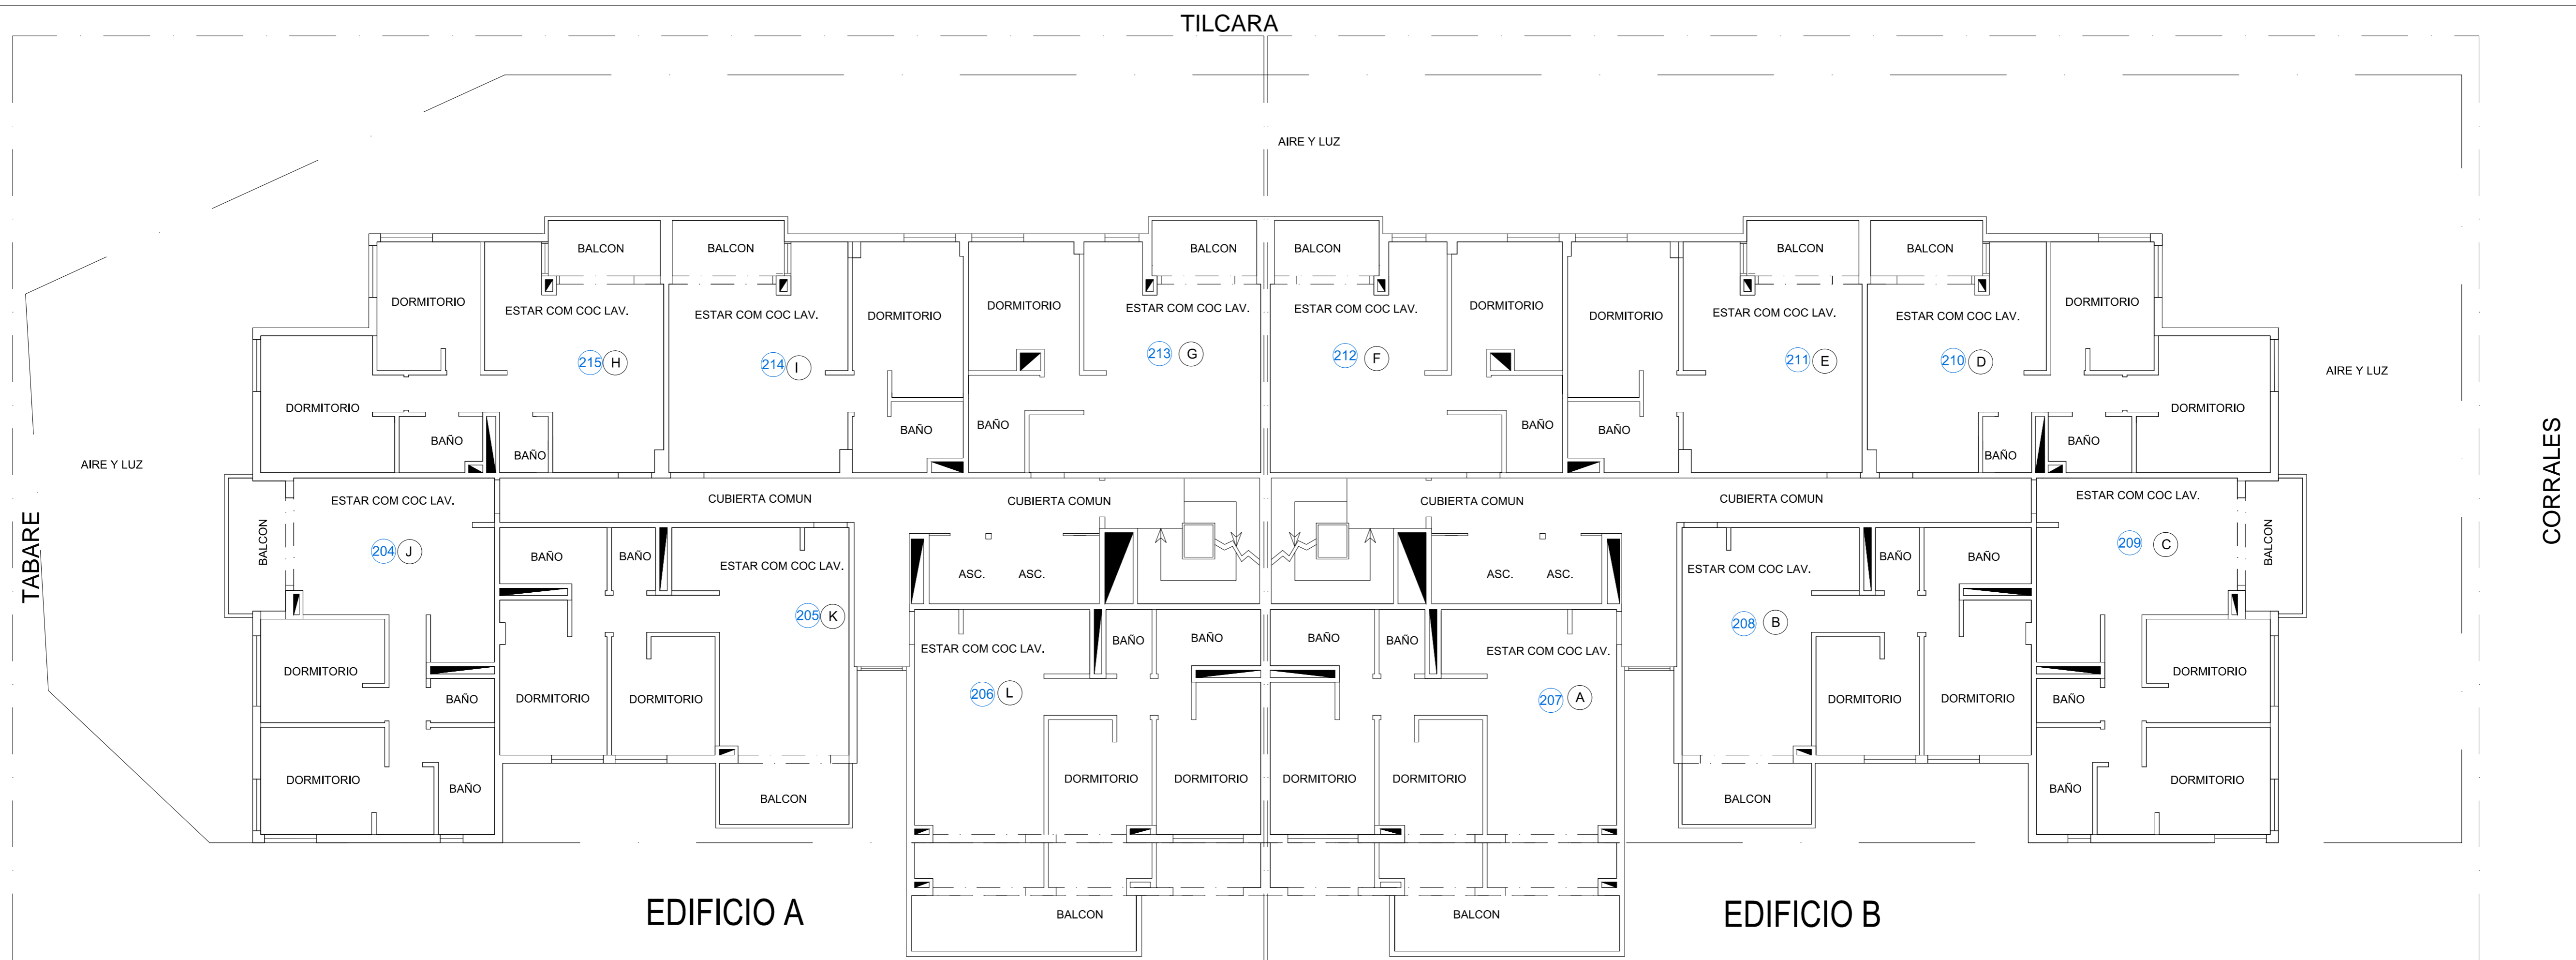 TILCARA
AIRE Y LUZ
BALCON
BALCON
BALCON
BALCON
BALCON
BALCON
DORMITORIO
ESTAR COM COC LAV.
ESTAR COM COC LAV.
DORMITORIO
DORMITORIO
ESTAR COM COC LAV.
ESTAR COM COC LAV.
DORMITORIO
DORMITORIO
ESTAR COM COC LAV.
ESTAR COM COC LAV.
DORMITORIO
215 H
214 I
213 G
212 F
211 E
210 D
AIRE Y LUZ
DORMITORIO
DORMITORIO
BAÑO
BAÑO
BAÑO
BAÑO
BAÑO
BAÑO
BAÑO
BAÑO
AIRE Y LUZ
TABARE
CORRALES
ESTAR COM COC LAV.
CUBIERTA COMUN
CUBIERTA COMUN
CUBIERTA COMUN
CUBIERTA COMUN
ESTAR COM COC LAV.
BALCON
204 J
BAÑO
BAÑO
ESTAR COM COC LAV.
ASC.
ASC.
ASC.
ASC.
ESTAR COM COC LAV.
BAÑO
BAÑO
209 C
BALCON
205 K
208 B
ESTAR COM COC LAV.
BAÑO
BAÑO
BAÑO
BAÑO
ESTAR COM COC LAV.
DORMITORIO
BAÑO
DORMITORIO
DORMITORIO
206 L
207 A
DORMITORIO
DORMITORIO
BAÑO
DORMITORIO
DORMITORIO
BAÑO
BALCON
DORMITORIO
DORMITORIO
DORMITORIO
DORMITORIO
BALCON
BAÑO
DORMITORIO
EDIFICIO A
BALCON
BALCON
EDIFICIO B